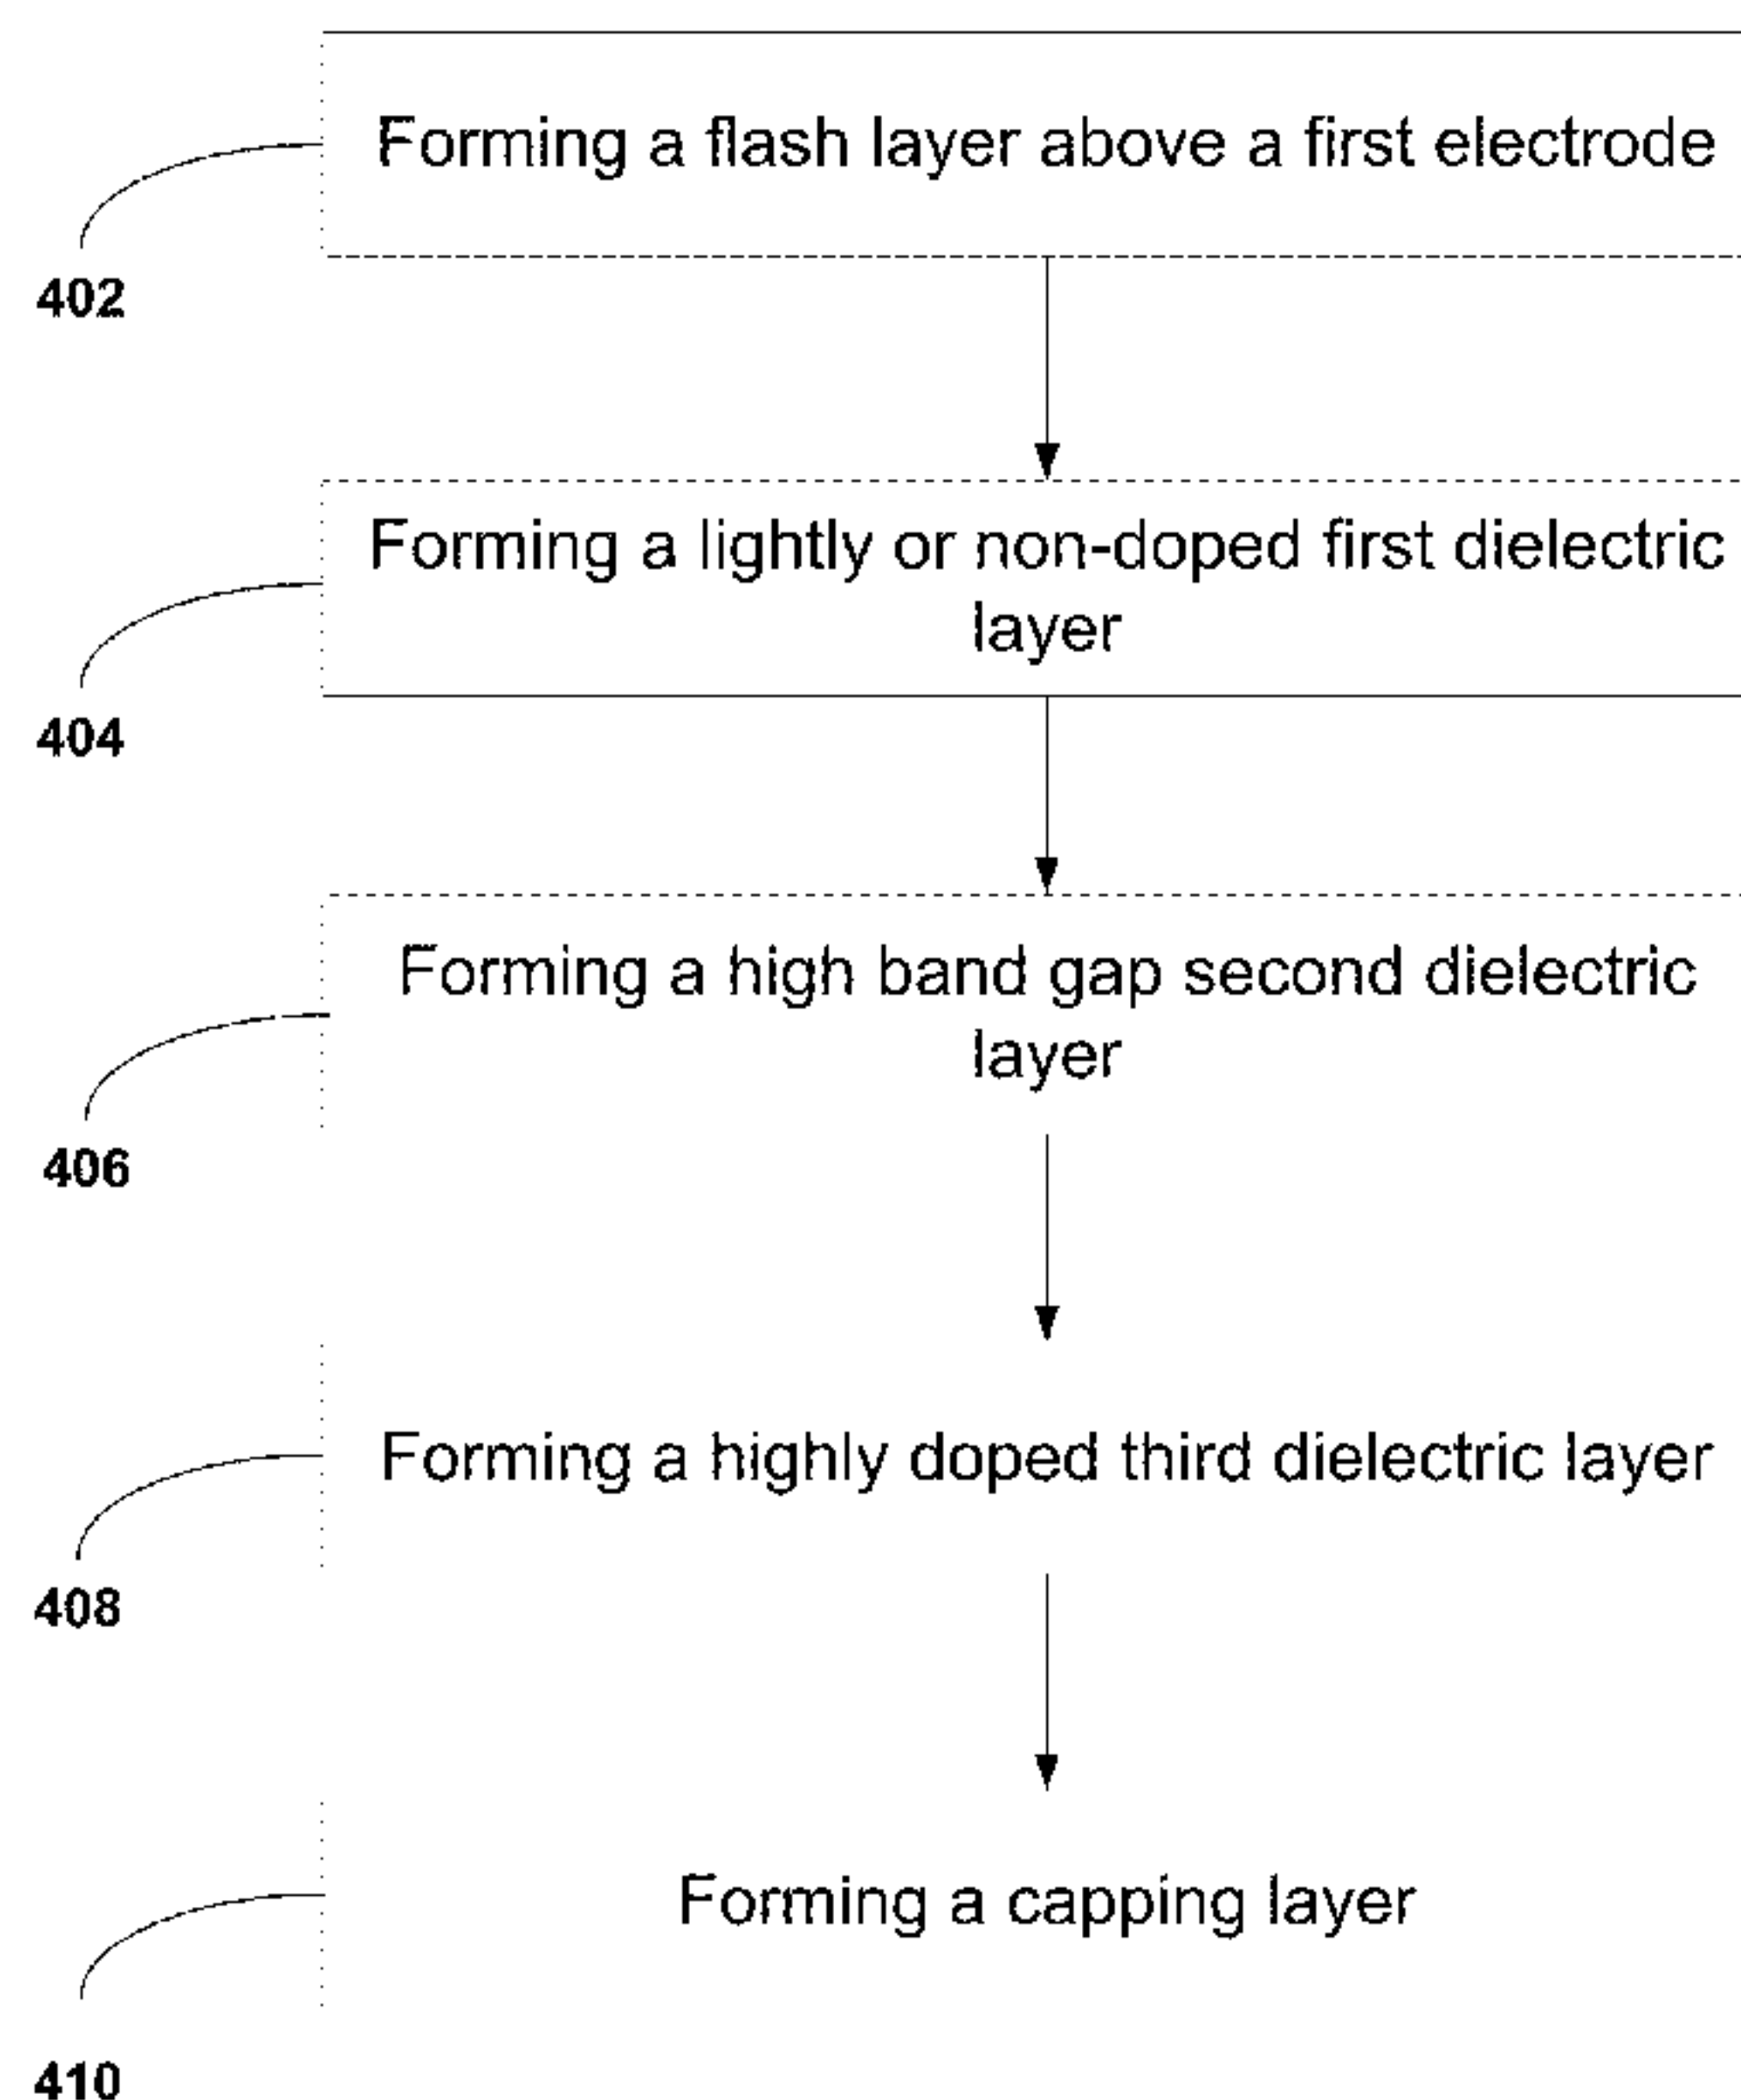 Forming a flash layer above a first electrode
402
Forming a lightly or non-doped first dielectric
layer
404
Forming a high band gap second dielectric
layer
406
Forming a highly doped third dielectric layer
408
Forming a capping layer
410